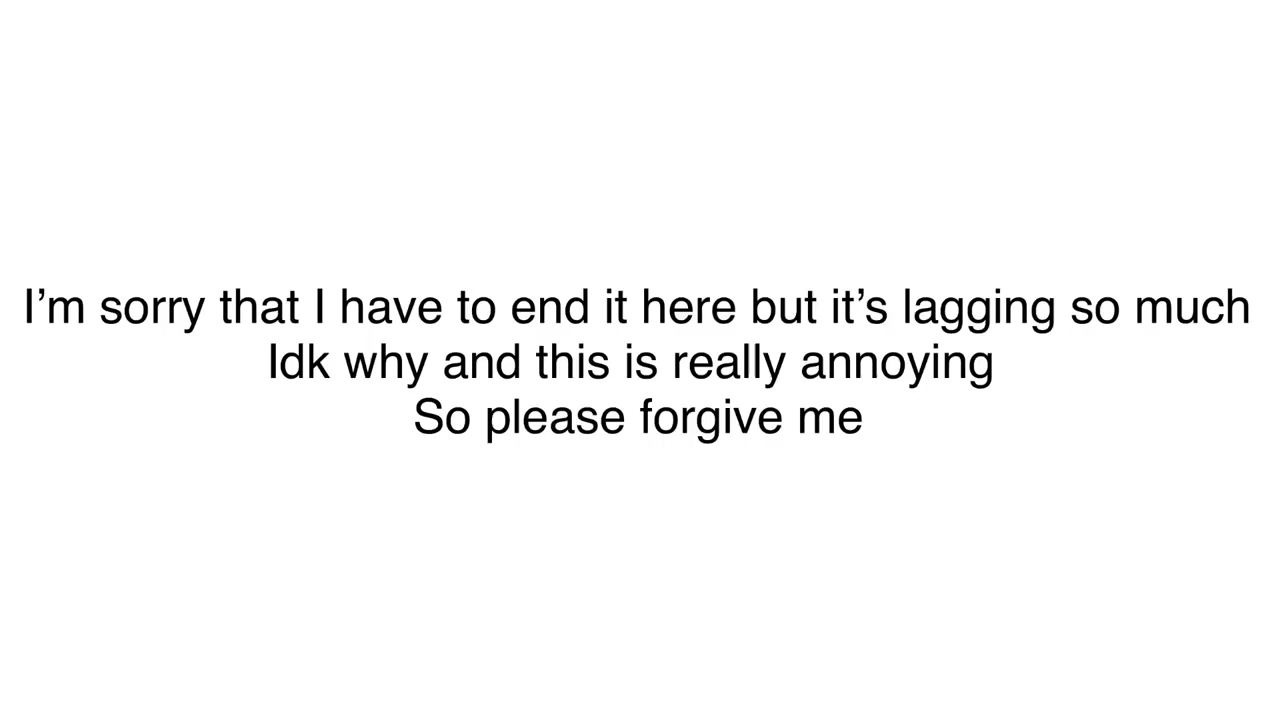 I’m sorry that I have to end it here but it’s lagging so much
Idk why and this is really annoying
So please forgive me